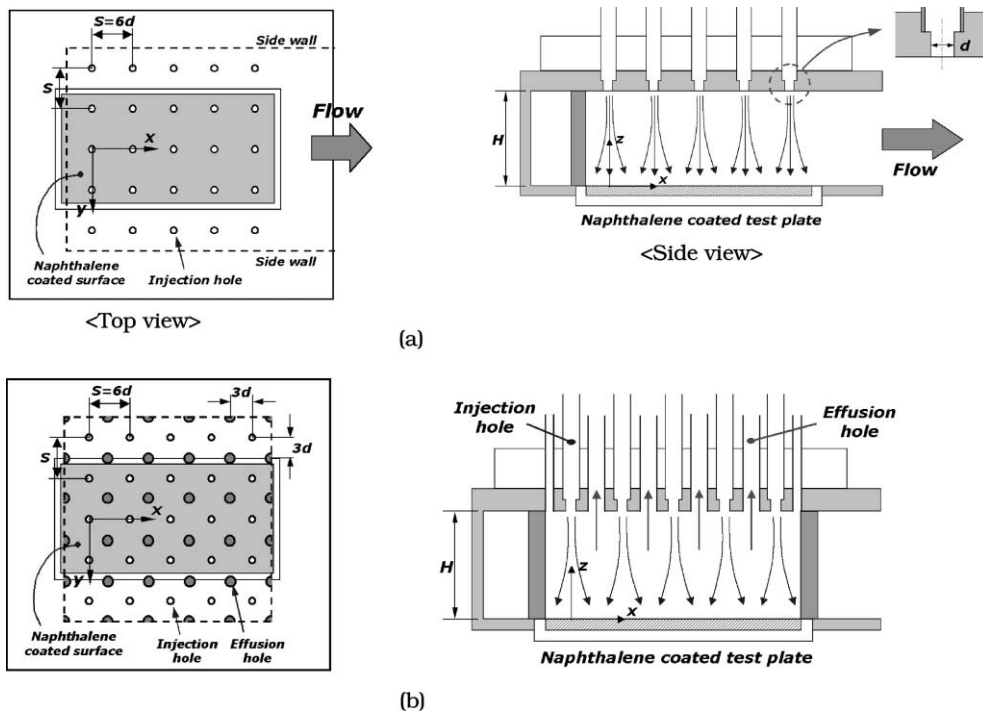 S=6d
Side wall
S
Flow
x
y
Naphthalene
coated surface
Injection hole
Side wall
<Top view>
d
H
z
x
Flow
Naphthalene coated test plate
<Side view>
(a)
S=6d
3d
3d
S
x
y
Naphthalene
coated surface
Injection
hole
Effusion
hole
Injection
hole
Effusion
hole
H
z
x
Naphthalene coated test plate
(b)